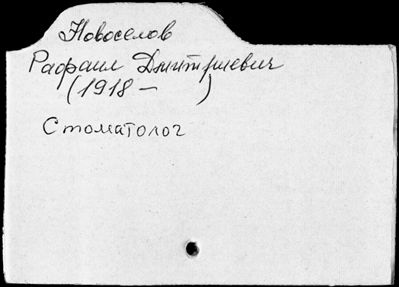 Новоселов
Рафаил Дмитриевич
(1918 –        )
Стоматолог